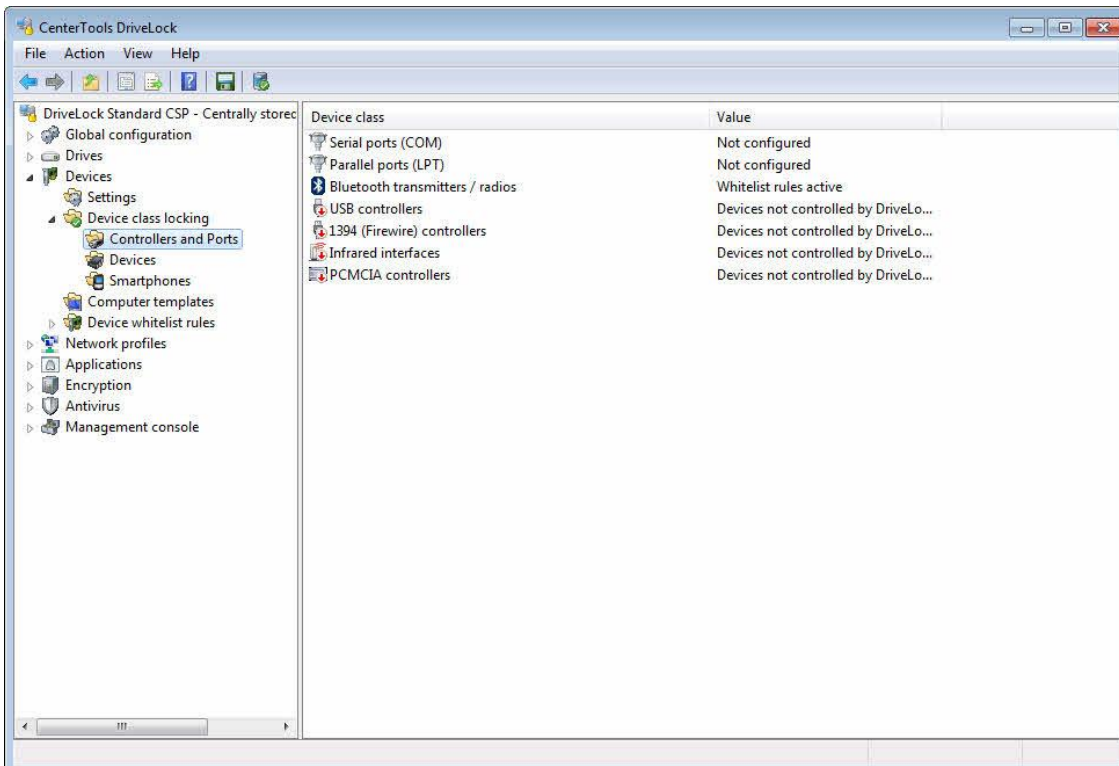 CenterTools DriveLock
File Action View Help
DriveLock Standard CSP - Centrally storec
Global configuration
Drives
Devices
Settings
Device class locking
Controllers and Ports
Devices
Smartphones
Computer templates
Device whitelist rules
Network profiles
Applications
Encryption
Antivirus
Management console
Device class Value
Serial ports (COM) Not configured
Parallel ports (LPT) Not configured
Bluetooth transmitters / radios Whitelist rules active
USB controllers Devices not controlled by DriveLo...
1394 (Firewire) controllers Devices not controlled by DriveLo...
Infrared interfaces Devices not controlled by DriveLo...
PCMCIA controllers Devices not controlled by DriveLo...